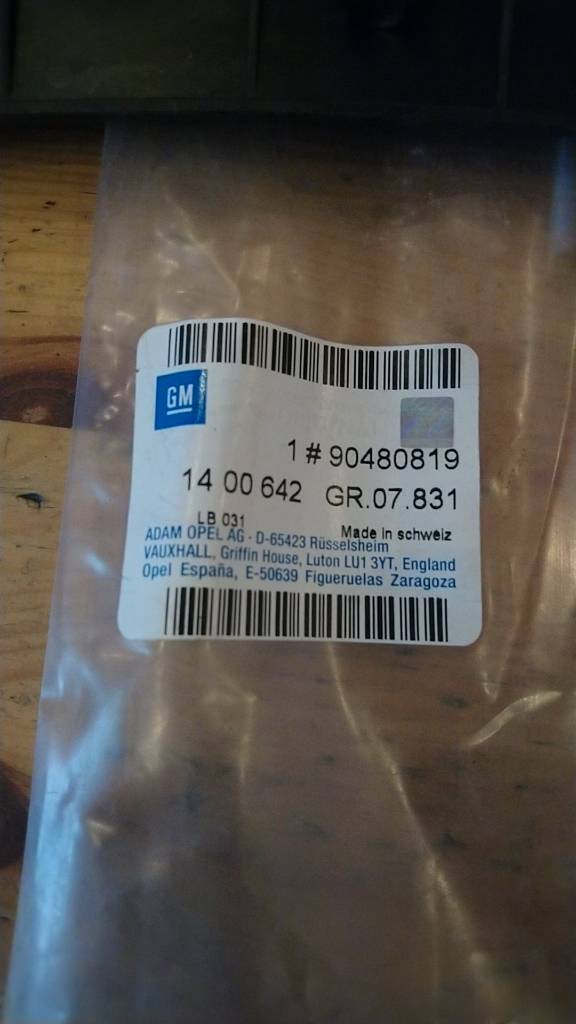 GM
1 # 90480819
14 00 642 GR.07.831
LB 031
Made in schweiz
ADAM OPEL AG - D-65423 Rüsselsheim
VAUXHALL, Griffin House, Luton LU1 3YT, England
Opel España, E-50639 Figueruelas Zaragoza